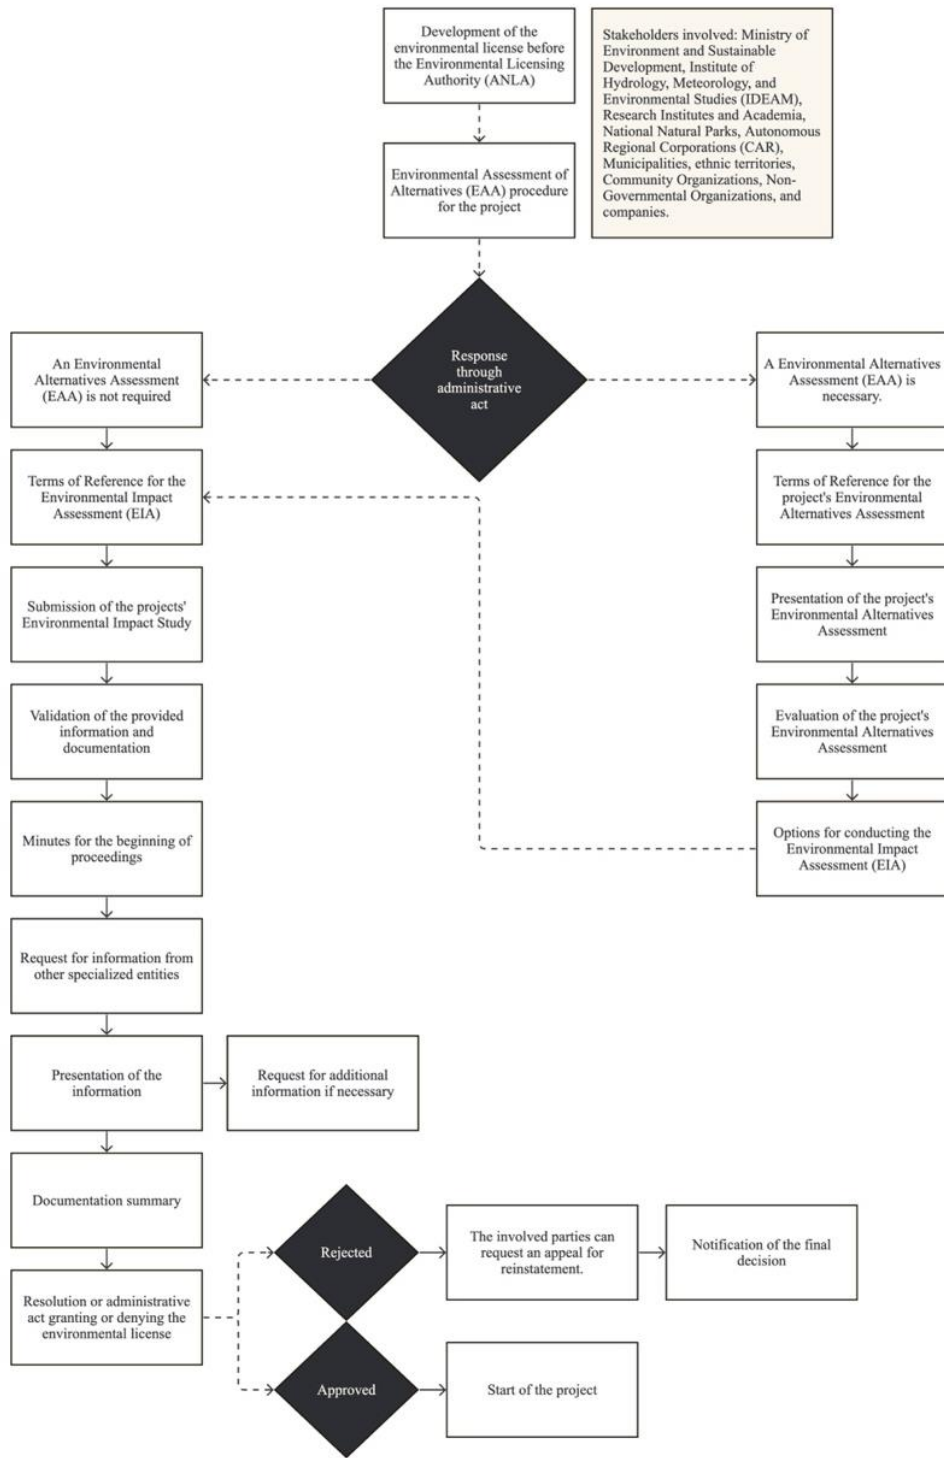 Development of the
environmental license before
the Environmental Licensing
Authority (ANLA)
Stakeholders involved: Ministry of
Environment and Sustainable
Development, Institute of
Hydrology, Meteorology, and
Environmental Studies (IDEAM),
Research Institutes and Academia,
National Natural Parks, Autonomous
Regional Corporations (CAR),
Municipalities, ethnic territories,
Community Organizations, Non-
Governmental Organizations, and
companies.
Environmental Assessment of
Alternatives (EAA) procedure
for the project
Response
through
administrative
act
An Environmental
Alternatives Assessment
(EAA) is not required
Terms of Reference for the
Environmental Impact
Assessment (EIA)
Submission of the projects'
Environmental Impact Study
Validation of the provided
information and
documentation
Minutes for the beginning of
proceedings
Request for information from
other specialized entities
Presentation of the
information
Request for additional
information if necessary
Documentation summary
Resolution or administrative
act granting or denying the
environmental license
A Environmental Alternatives
Assessment (EAA) is
necessary.
Terms of Reference for the
project's Environmental
Alternatives Assessment
Presentation of the project's
Environmental Alternatives
Assessment
Evaluation of the project's
Environmental Alternatives
Assessment
Options for conducting the
Environmental Impact
Assessment (EIA)
Rejected
The involved parties can
request an appeal for
reinstatement.
Notification of the final
decision
Approved
Start of the project